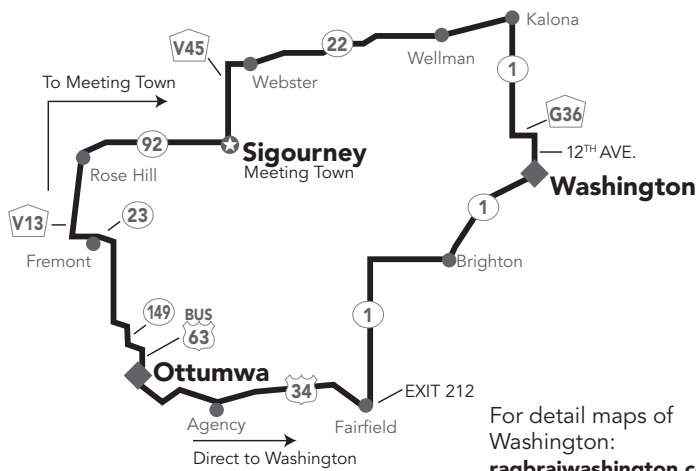 Kalona
22
V45
Wellman
Webster
To Meeting Town
1
G36
92
12TH AVE.
Sigourney
Meeting Town
Rose Hill
Washington
1
23
V13
Fremont
Brighton
149
BUS
63
1
Ottumwa
34
EXIT 212
Agency
Fairfield
For detail maps of
Washington:
Direct to Washington